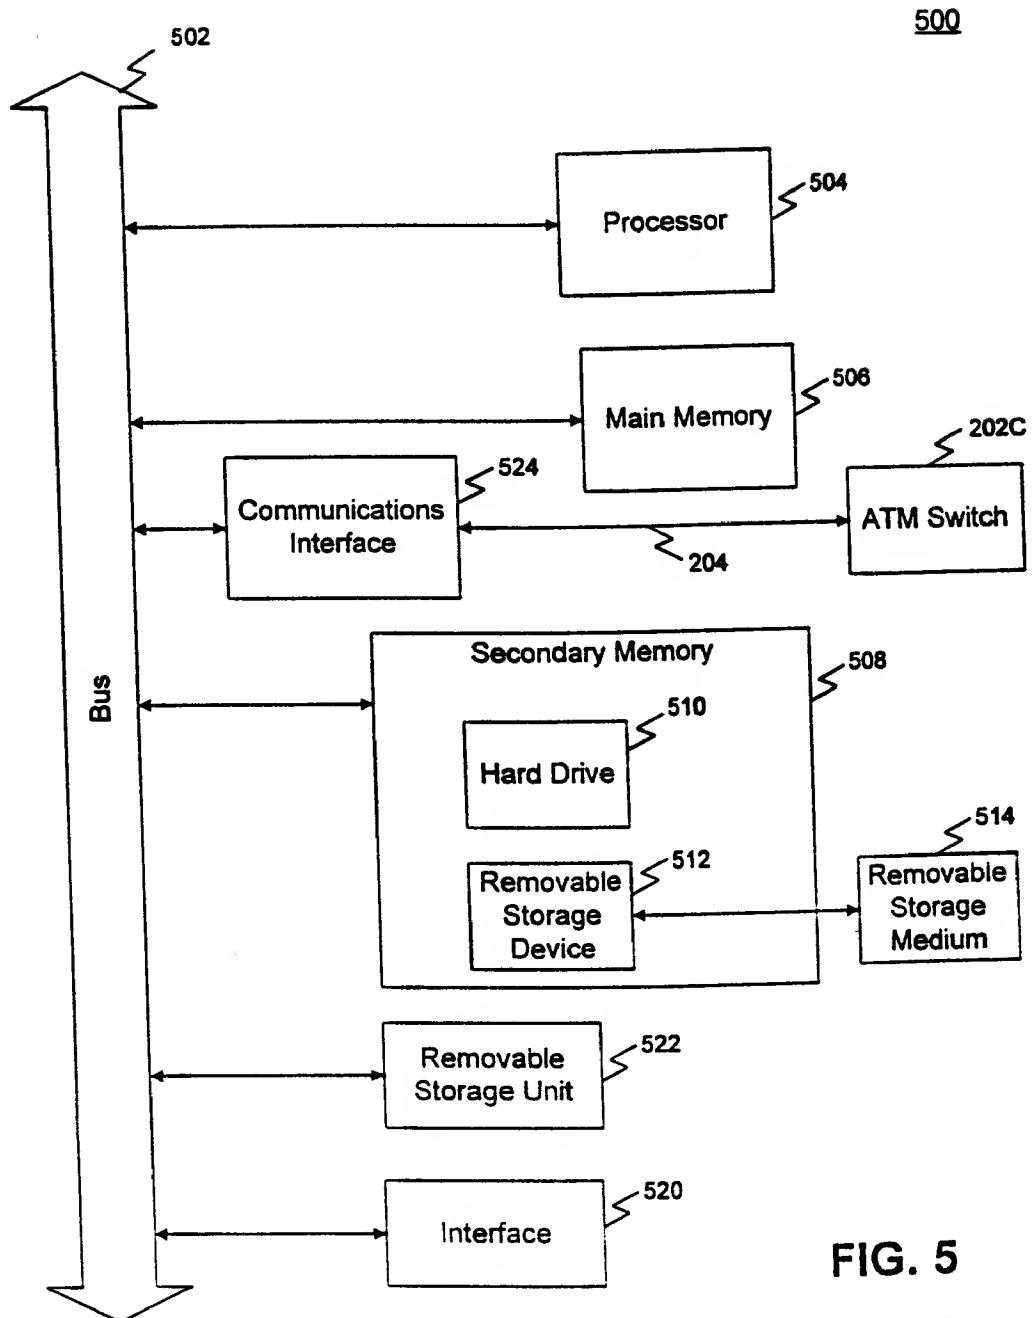 500
502
504
Processor
506
Main Memory
202C
524
Communications
Interface
ATM Switch
204
Secondary Memory
508
Bus
510
Hard Drive
514
512
Removable
Storage
Device
Removable
Storage
Medium
522
Removable
Storage Unit
520
Interface
FIG. 5